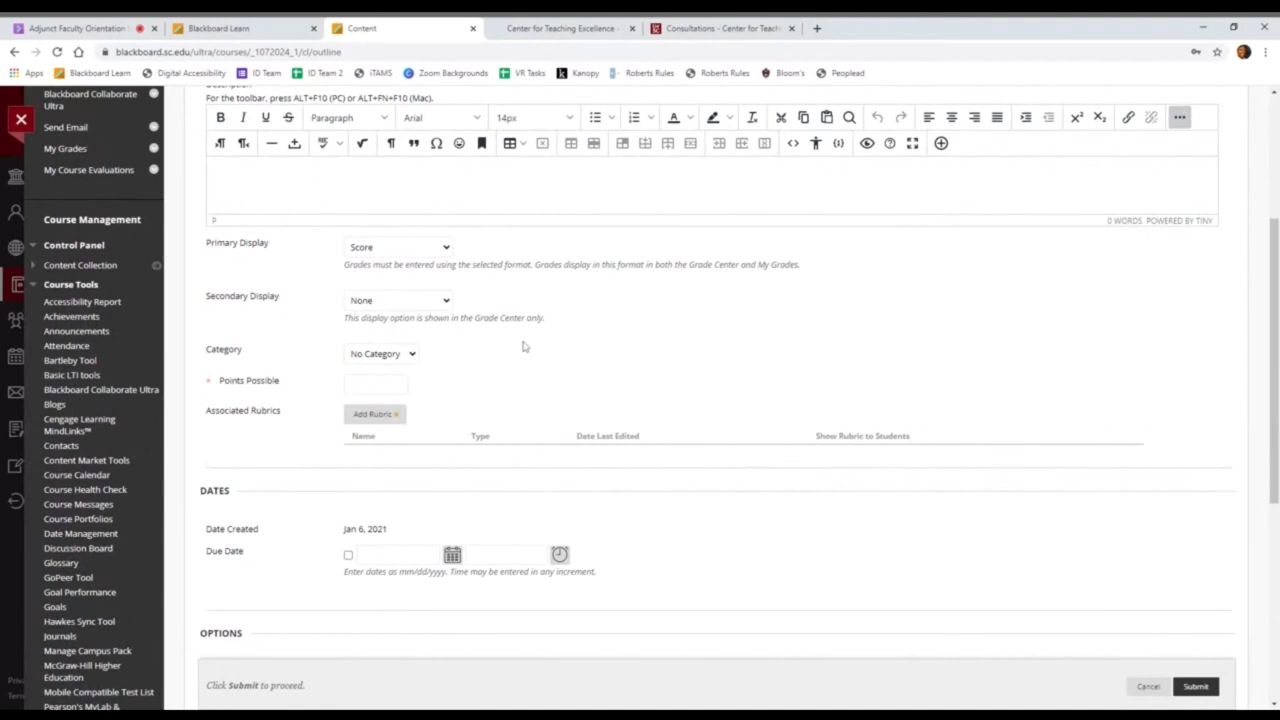 Adjunct Faculty Orientation
Blackboard Learn
Content
Center for Teaching Excellence -
Consultations - Center for Teach
blackboard.sc.edu/ultra/courses/_1072024_1/cl/outline
Apps
Blackboard Learn
Digital Accessibility
ID Team
ID Team 2
iTAMS
Zoom Backgrounds
VR Tasks
Kanopy
Roberts Rules
Roberts Rules
Bloom's
Peoplead
Blackboard Collaborate
Ultra
Send Email
My Grades
My Course Evaluations
Course Management
Control Panel
Content Collection
Course Tools
Accessibility Report
Achievements
Announcements
Attendance
Bartleby Tool
Basic LTI tools
Blackboard Collaborate Ultra
Blogs
Cengage Learning
MindLinks™
Contacts
Content Market Tools
Course Calendar
Course Health Check
Course Messages
Course Portfolios
Date Management
Discussion Board
Glossary
GoPeer Tool
Goal Performance
Goals
Hawkes Sync Tool
Journals
Manage Campus Pack
McGraw-Hill Higher
Education
Mobile Compatible Test List
Pearson's MyLab &
For the toolbar, press ALT+F10 (PC) or ALT+FN+F10 (Mac).
B I U S Paragraph Arial 14px
P
0 WORDS POWERED BY TINY
Primary Display
Score
Grades must be entered using the selected format. Grades display in this format in both the Grade Center and My Grades.
Secondary Display
None
This display option is shown in the Grade Center only.
Category
No Category
* Points Possible
Associated Rubrics
Add Rubric
Name Type Date Last Edited Show Rubric to Students
DATES
Date Created
Jan 6, 2021
Due Date
Enter dates as mm/dd/yyyy. Time may be entered in any increment.
OPTIONS
Click Submit to proceed.
Cancel
Submit